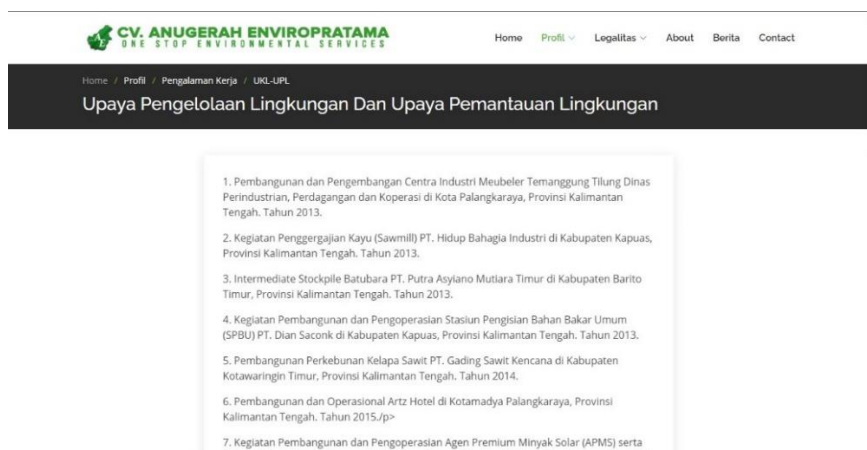 CV. ANUGERAH ENVIROPRATAMA
ONE STOP ENVIRONMENTAL SERVICES
Home Profil Legalitas About Berita Contact
Home / Profil / Pengalaman Kerja / UKL-UPL
Upaya Pengelolaan Lingkungan Dan Upaya Pemantauan Lingkungan
1. Pembangunan dan Pengembangan Centra Industri Meubeler Temanggung Tilung Dinas
Perindustrian, Perdagangan dan Koperasi di Kota Palangkaraya, Provinsi Kalimantan
Tengah. Tahun 2013.
2. Kegiatan Penggergajian Kayu (Sawmill) PT. Hidup Bahagia Industri di Kabupaten Kapuas,
Provinsi Kalimantan Tengah. Tahun 2013.
3. Intermediate Stockpile Batubara PT. Putra Asyiano Mutiara Timur di Kabupaten Barito
Timur, Provinsi Kalimantan Tengah. Tahun 2013.
4. Kegiatan Pembangunan dan Pengoperasian Stasiun Pengisian Bahan Bakar Umum
(SPBU) PT. Dian Saconk di Kabupaten Kapuas, Provinsi Kalimantan Tengah. Tahun 2013.
5. Pembangunan Perkebunan Kelapa Sawit PT. Gading Sawit Kencana di Kabupaten
Kotawaringin Timur, Provinsi Kalimantan Tengah. Tahun 2014.
6. Pembangunan dan Operasional Artz Hotel di Kotamadya Palangkaraya, Provinsi
Kalimantan Tengah. Tahun 2015./p>
7. Kegiatan Pembangunan dan Pengoperasian Agen Premium Minyak Solar (APMS) serta